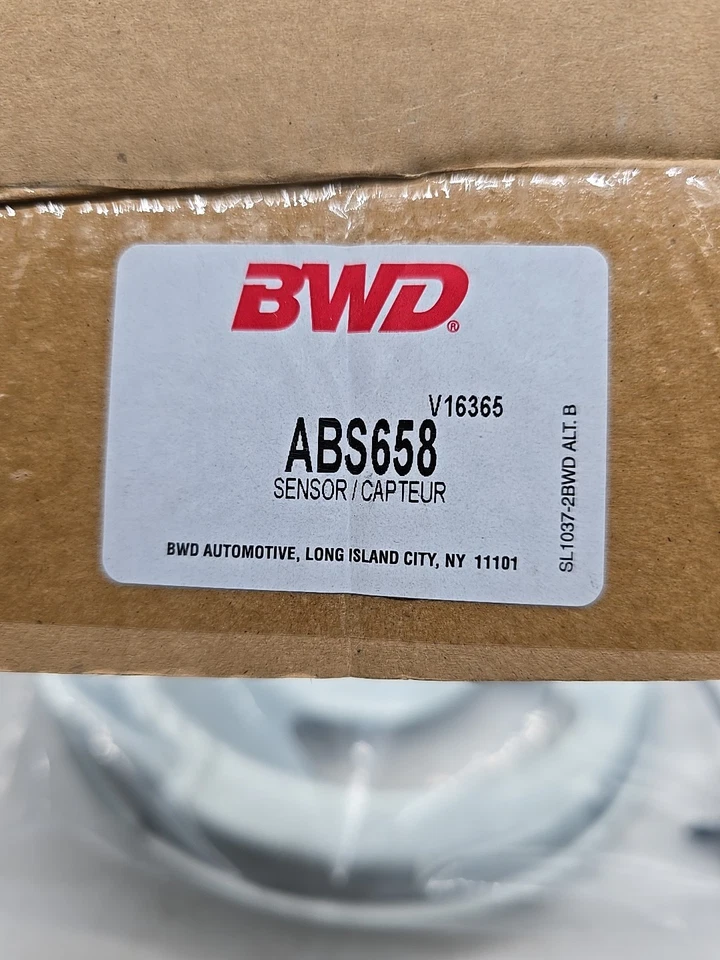 BWD®
V16365
ABS658
SENSOR / CAPTEUR
BWD AUTOMOTIVE, LONG ISLAND CITY, NY 11101
SL1037-2BWD ALT. B